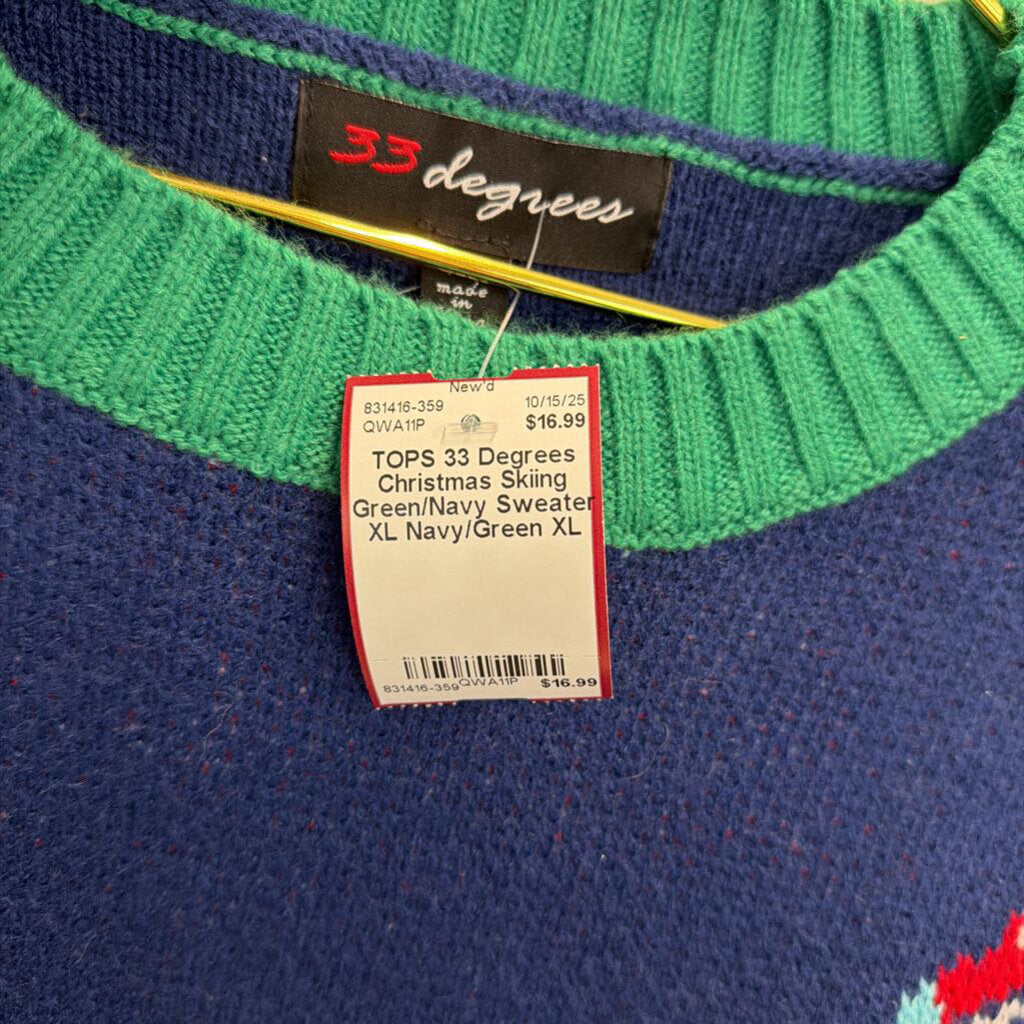 33 degrees
made
in
New'd
831416-359 10/15/25
QWA11P $16.99
TOPS 33 Degrees
Christmas Skiing
Green/Navy Sweater
XL Navy/Green XL
831416-359 QWA11P $16.99